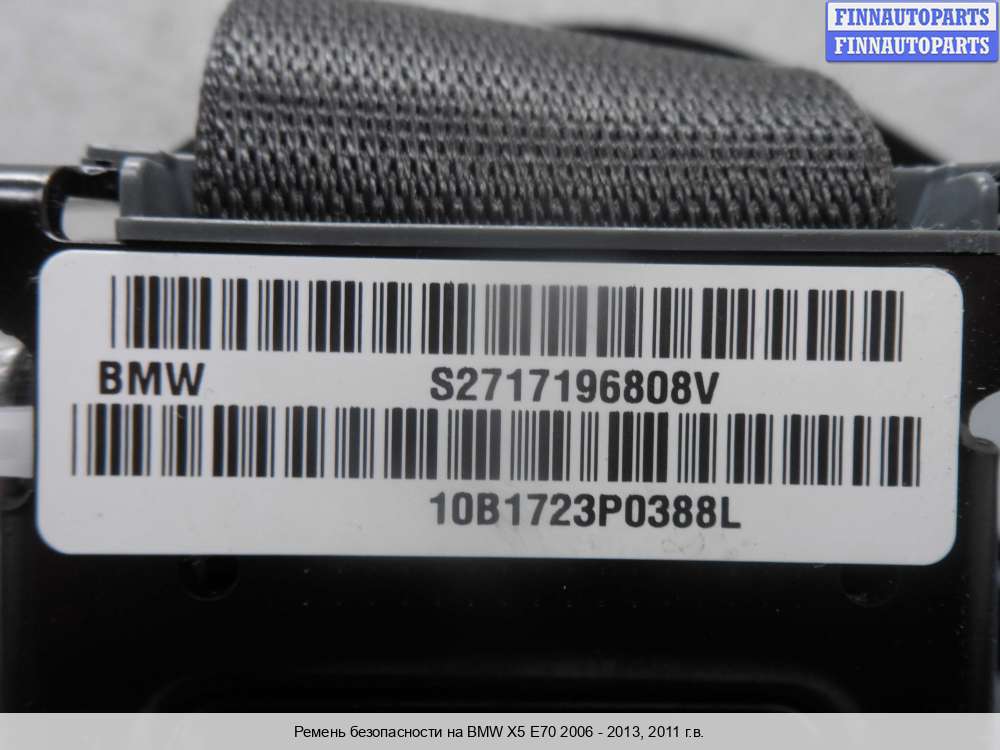 FINNAUTOPARTS
FINNAUTOPARTS
BMW S2717196808V
10B1723P0388L
Ремень безопасности на BMW X5 E70 2006 - 2013, 2011 г.в.